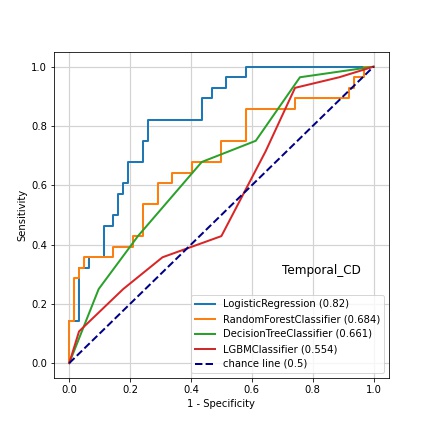 1.0
0.8
0.6
0.4
0.2
0.0
Sensitivity
Temporal_CD
LogisticRegression (0.82)
RandomForestClassifier (0.684)
DecisionTreeClassifier (0.661)
LGBMClassifier (0.554)
chance line (0.5)
0.0 0.2 0.4 0.6 0.8 1.0
1 - Specificity